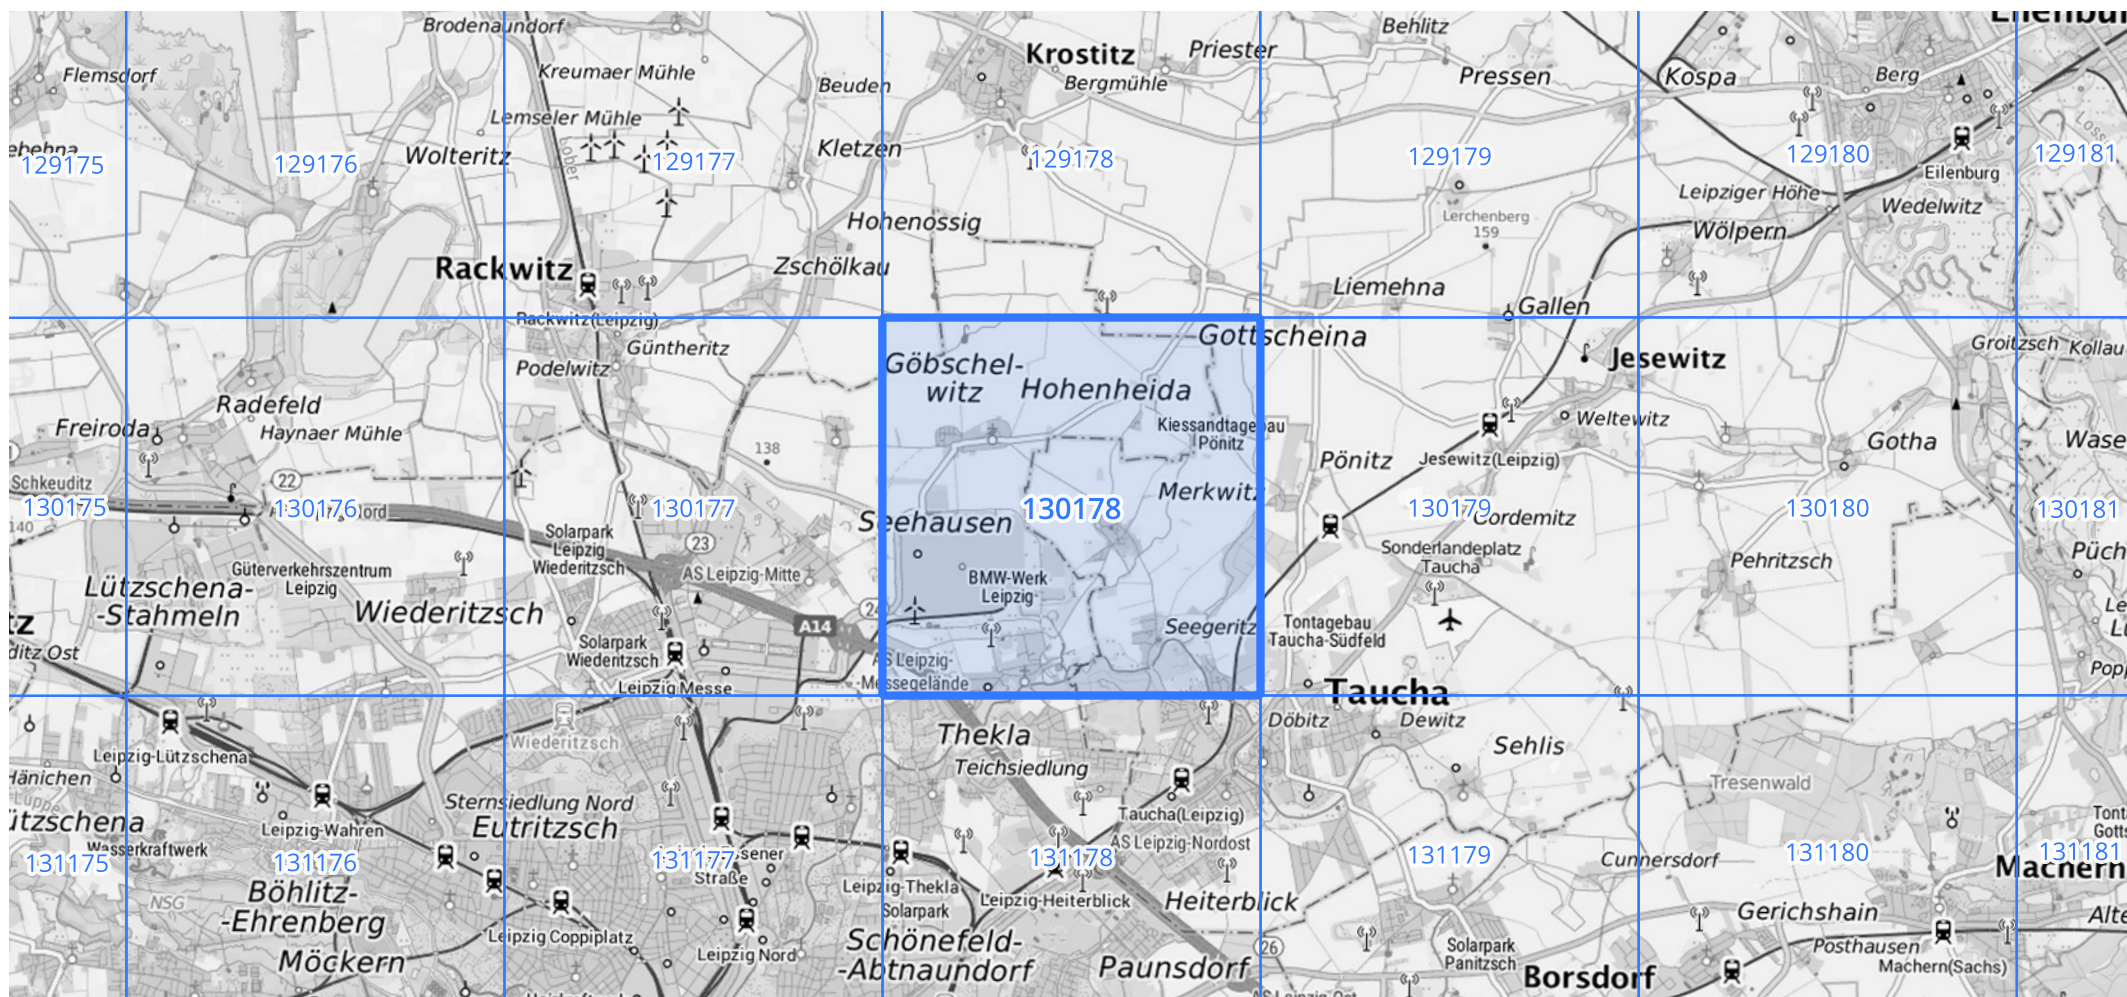 Brodenaundorf
Eilenbur
Krostitz
Priester
Behlitz
Flemsdorf
Kreumaer Mühle
Beuden
Bergmühle
Pressen
Kospa
Berg
Lemseler Mühle
Kletzen
Wolteritz
Lober
129175
129176
129177
129178
129179
129180
129181
Eilenburg
Leipziger Höhe
Wedelwitz
Hohenossig
Lerchenberg
159
Wölpern
Rackwitz
Zschölkau
Liemehna
Gallen
Rackwitz(Leipzig)
Güntheritz
Podelwitz
Göbschel-
witz
Gottscheina
Hohenheida
Jesewitz
Groitzsch
Kollau
Radefeld
Freiroda
Haynaer Mühle
138
Kiessandtagebau
Pönitz
Weltewitz
Gotha
Pönitz
Jesewitz(Leipzig)
Schkeuditz
22
Merkwitz
140
130175
130176
130177
130178
130179
130180
130181
Seehausen
Gordemitz
Solarpark
Leipzig
Wiederitzsch
23
AS Leipzig-Mitte
Sonderlandeplatz
Taucha
Pehritzsch
Güterverkehrszentrum
Leipzig
BMW-Werk
Leipzig
Lützschena-
-Stahmeln
Wiederitzsch
24
A14
Seegeritz
Tontagebau
Taucha-Südfeld
Solarpark
Wiederitzsch
AS Leipzig-
-Messegelände
Leipzig Messe
Taucha
Döbitz
Dewitz
Wiederitzsch
Thekla
Teichsiedlung
Sehlis
Leipzig-Lützschena
Hänichen
Luppe
Tresenwald
Sternsiedlung Nord
Eutritzsch
Leipzig-Wahren
Taucha(Leipzig)
AS Leipzig-Nordost
Wasserkraftwerk
131175
131176
131177
131178
131179
131180
131181
Straße
Cunnersdorf
Machern
Böhlitz-
-Ehrenberg
NSG
Leipzig-Thekla
Leipzig-Heiterblick
Heiterblick
Solarpark
Gerichshain
Leipzig Coppiplatz
Leipzig Nord
Schönefeld-
-Abtnaundorf
26
Solarpark
Panitzsch
Posthausen
Machern(Sachs)
Möckern
Paunsdorf
Borsdorf